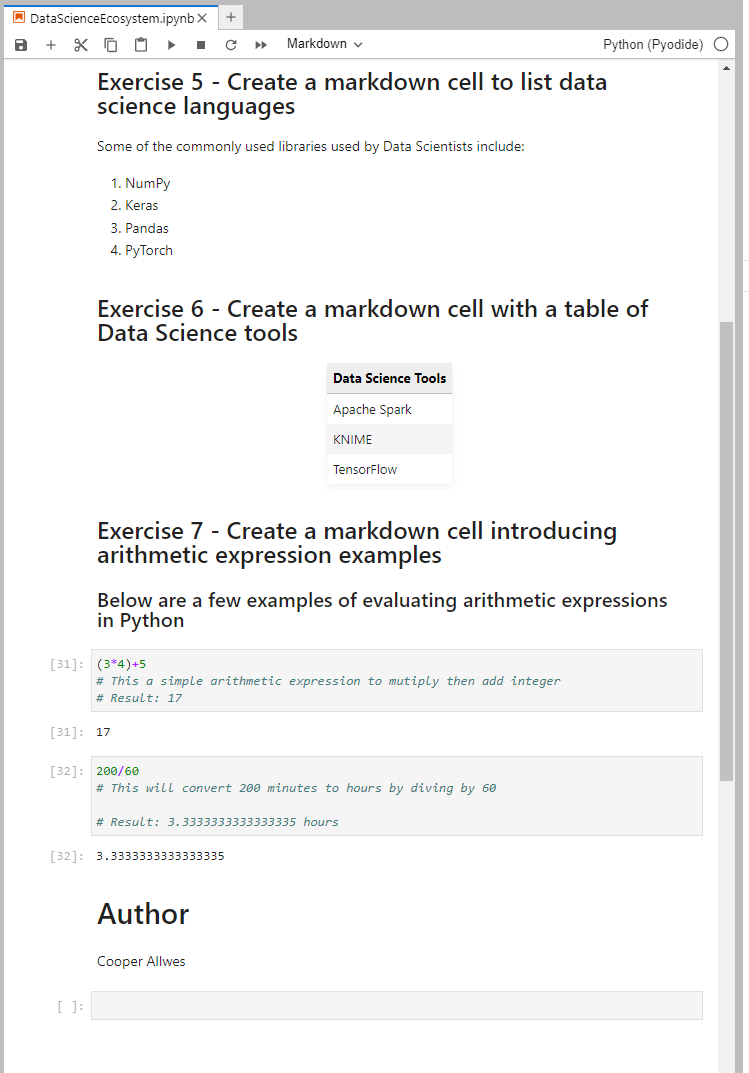 DataScienceEcosystem.ipynb
Markdown
Python (Pyodide)
Exercise 5 - Create a markdown cell to list data
science languages
Some of the commonly used libraries used by Data Scientists include:
1. NumPy
2. Keras
3. Pandas
4. PyTorch
Exercise 6 - Create a markdown cell with a table of
Data Science tools
Data Science Tools
Apache Spark
KNIME
TensorFlow
Exercise 7 - Create a markdown cell introducing
arithmetic expression examples
Below are a few examples of evaluating arithmetic expressions
in Python
[31]: (3*4)+5
# This a simple arithmetic expression to mutiply then add integer
# Result: 17
[31]: 17
[32]: 200/60
# This will convert 200 minutes to hours by diving by 60
# Result: 3.3333333333333335 hours
[32]: 3.3333333333333335
Author
Cooper Allwes
[ ]: